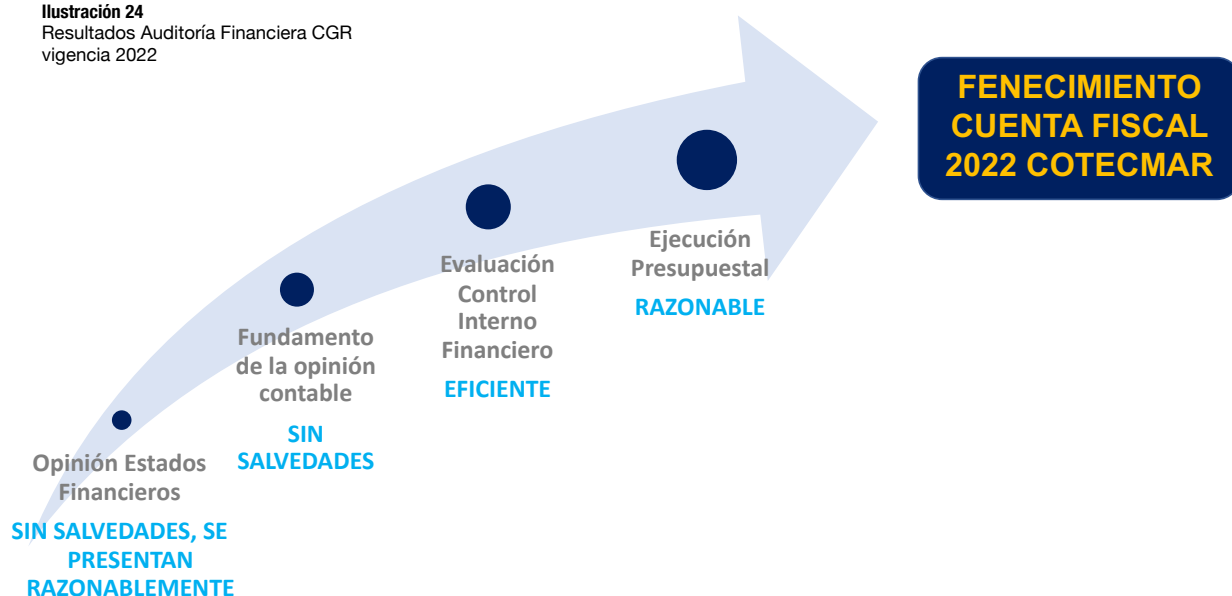 Ilustración 24
Resultados Auditoría Financiera CGR
vigencia 2022
FENECIMIENTO
CUENTA FISCAL
2022 COTECMAR
Opinión Estados
Financieros
SIN SALVEDADES, SE
PRESENTAN
RAZONABLEMENTE
Fundamento
de la opinión
contable
SIN
SALVEDADES
Evaluación
Control
Interno
Financiero
EFICIENTE
Ejecución
Presupuestal
RAZONABLE